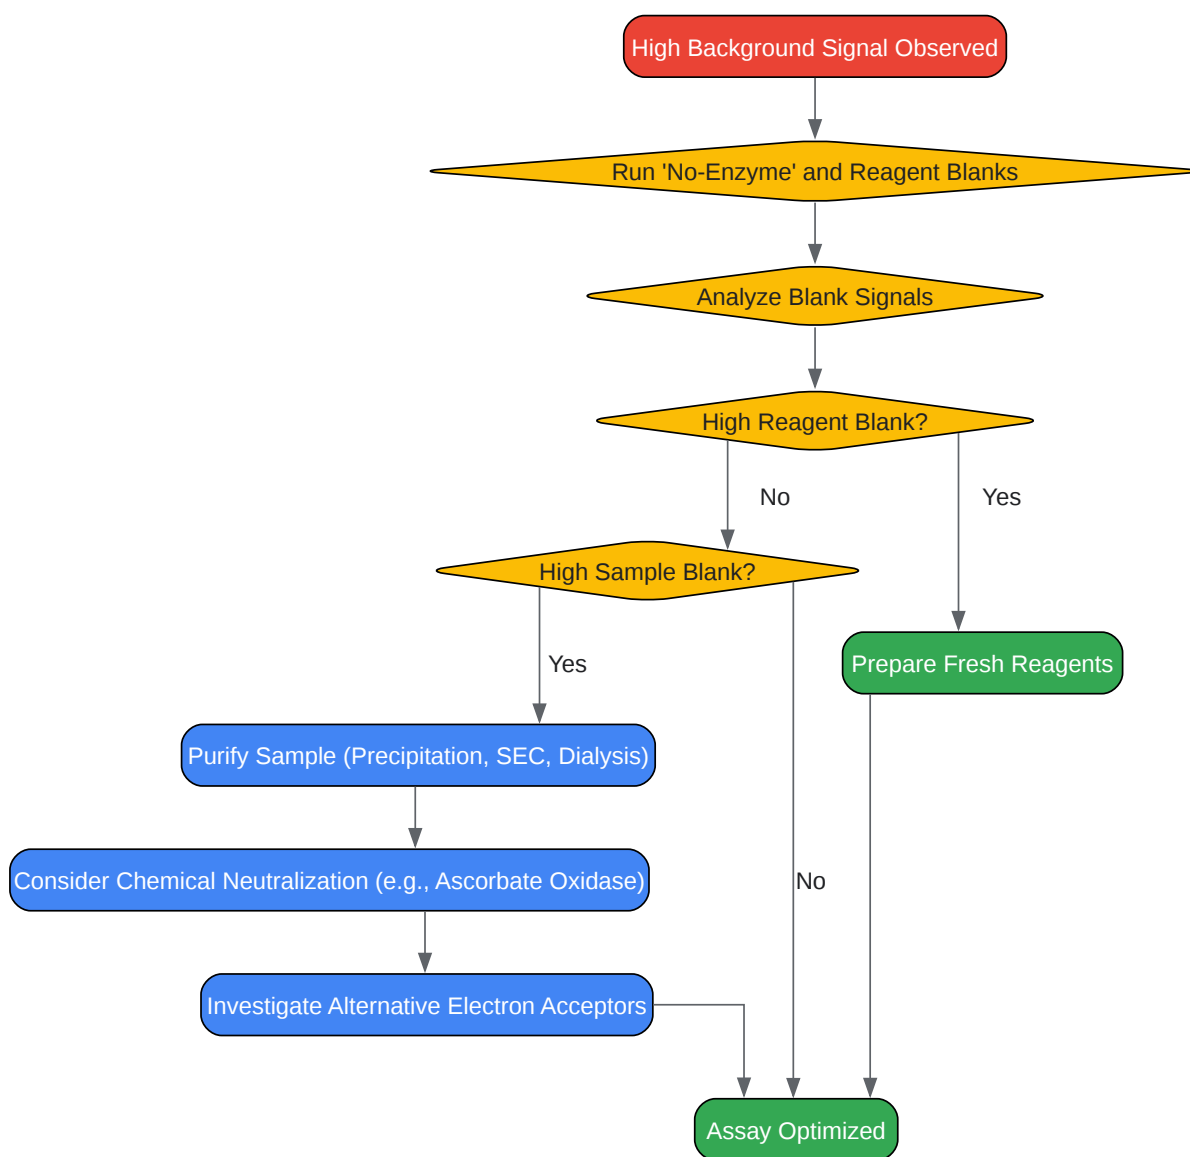 High Background Signal Observed
Run 'No-Enzyme' and Reagent Blanks
Analyze Blank Signals
High Reagent Blank?
No
Yes
High Sample Blank?
Yes
Prepare Fresh Reagents
Purify Sample (Precipitation, SEC, Dialysis)
Consider Chemical Neutralization (e.g., Ascorbate Oxidase)
No
Investigate Alternative Electron Acceptors
Assay Optimized